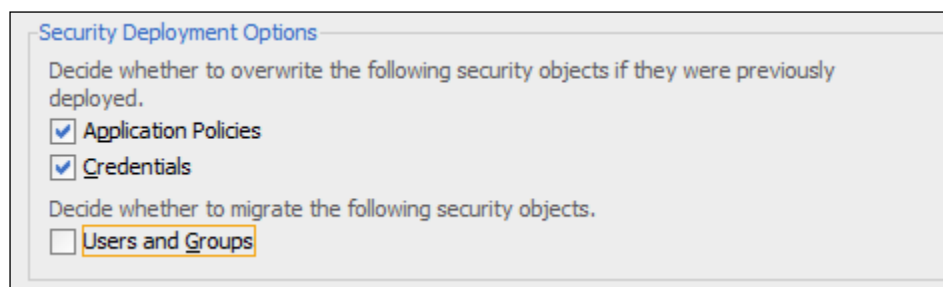 Security Deployment Options
Decide whether to overwrite the following security objects if they were previously
deployed.
Application Policies
Credentials
Decide whether to migrate the following security objects.
Users and Groups